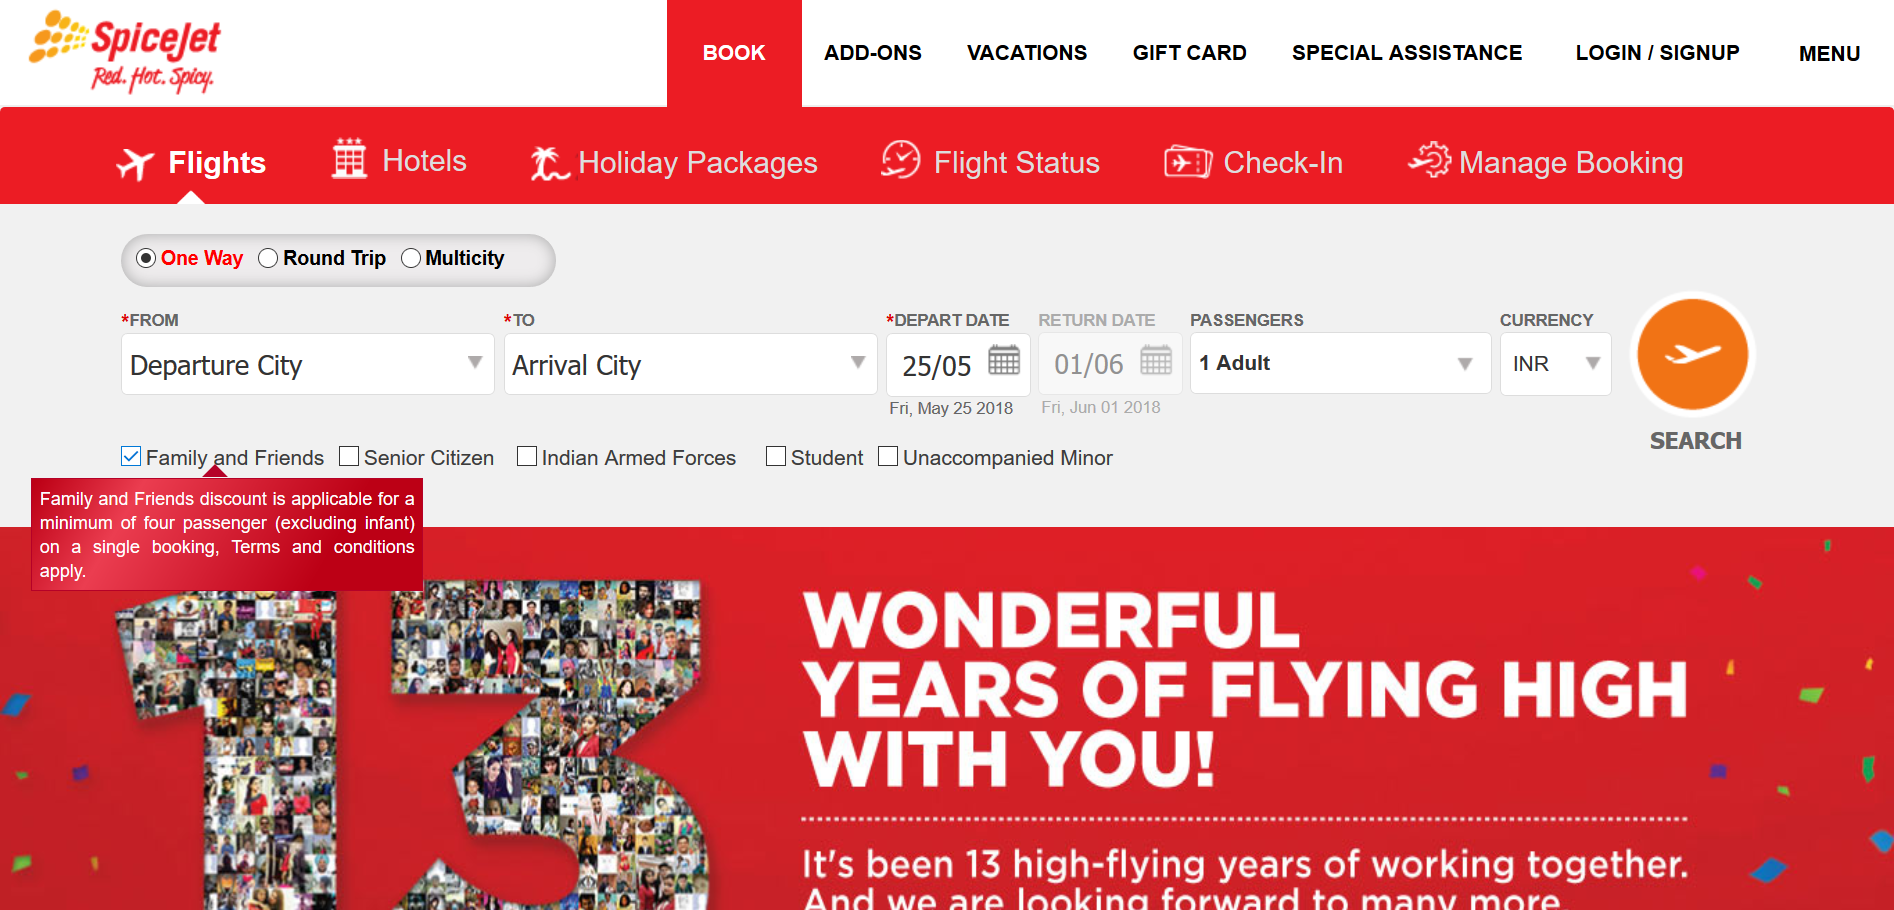 SpiceJet
Red. Hot. Spicy.
BOOK ADD-ONS VACATIONS GIFT CARD SPECIAL ASSISTANCE LOGIN / SIGNUP MENU
Flights Hotels Holiday Packages Flight Status Check-In Manage Booking
One Way Round Trip Multicity
*FROM *TO *DEPART DATE RETURN DATE PASSENGERS CURRENCY
Departure City Arrival City 25/05 01/06 1 Adult INR
Fri, May 25 2018 Fri, Jun 01 2018
SEARCH
Family and Friends Senior Citizen Indian Armed Forces Student Unaccompanied Minor
Family and Friends discount is applicable for a
minimum of four passenger (excluding infant)
on a single booking, Terms and conditions
apply.
13
WONDERFUL
YEARS OF FLYING HIGH
WITH YOU!
It's been 13 high-flying years of working together.
And we are looking forward to many more